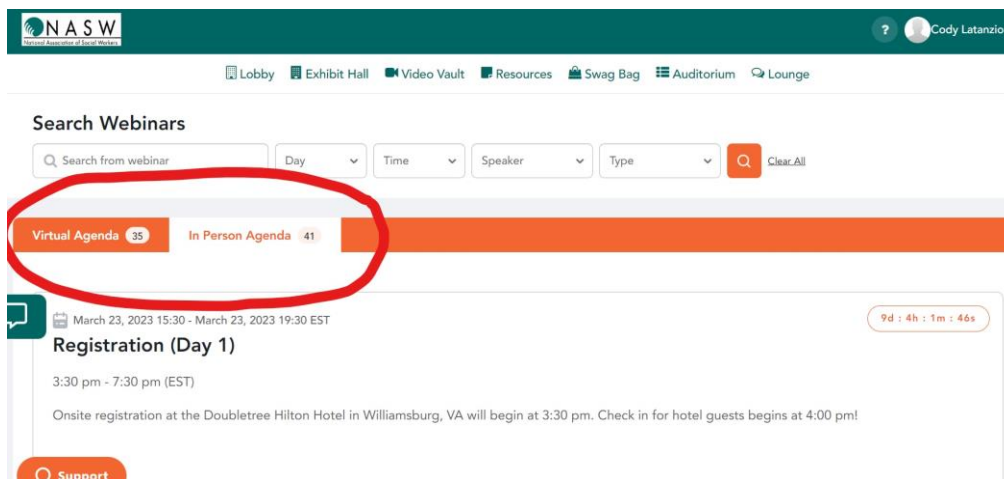 NASW
National Association of Social Workers
? Cody Latanzio
Lobby Exhibit Hall Video Vault Resources Swag Bag Auditorium Lounge
Search Webinars
Search from webinar Day Time Speaker Type Clear All
Virtual Agenda 35 In Person Agenda 41
March 23, 2023 15:30 - March 23, 2023 19:30 EST 9d : 4h : 1m : 46s
Registration (Day 1)
3:30 pm - 7:30 pm (EST)
Onsite registration at the Doubletree Hilton Hotel in Williamsburg, VA will begin at 3:30 pm. Check in for hotel guests begins at 4:00 pm!
Support